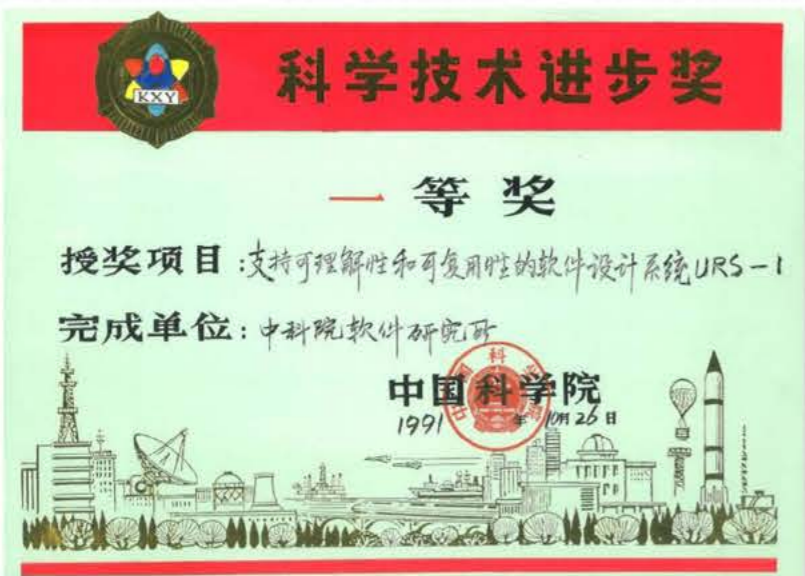 KXY
科学技术进步奖
一等奖
授奖项目:支持可理解性和可复用性的软件设计系统URS-1
完成单位:中科院软件研究所
中国科学院
1991年10月26日